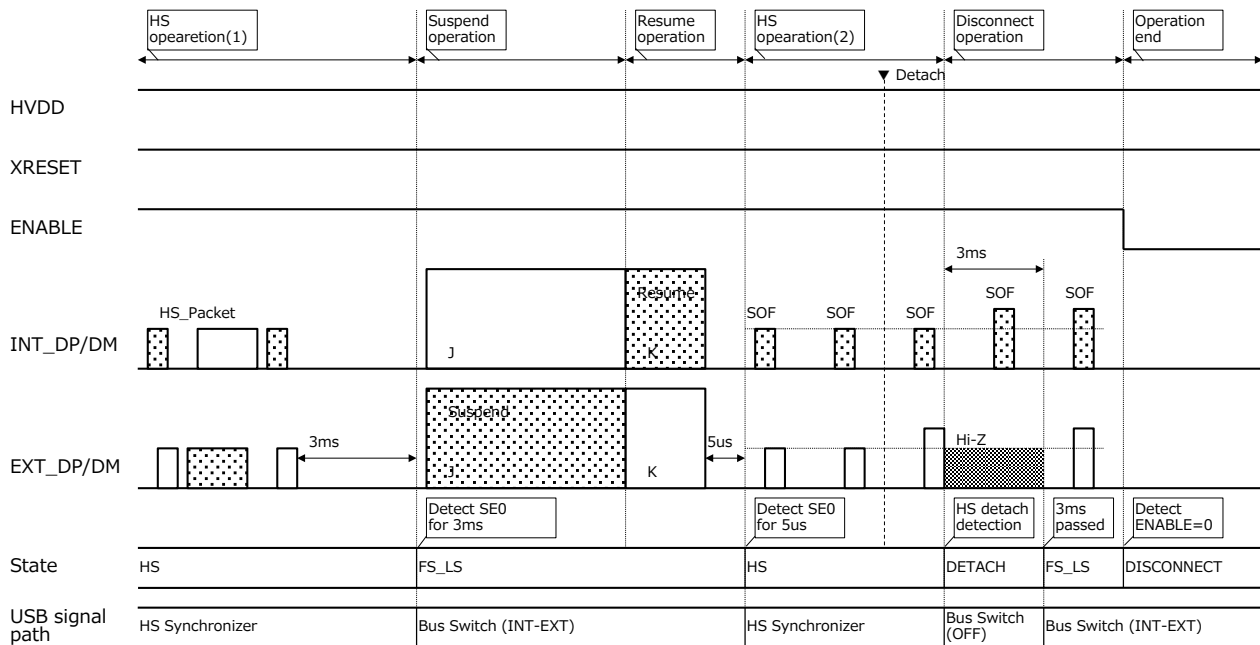 HS
opearetion(1)
Suspend
operation
Resume
operation
HS
opearation(2)
Disconnect
operation
Operation
end
Detach
HVDD
XRESET
ENABLE
3ms
HS_Packet
Resume
SOF
SOF
SOF
SOF
SOF
INT_DP/DM
J
K
Suspend
3ms
5us
Hi-Z
EXT_DP/DM
J
K
Detect SE0
for 3ms
Detect SE0
for 5us
HS detach
detection
3ms
passed
Detect
ENABLE=0
State
HS
FS_LS
HS
DETACH
FS_LS
DISCONNECT
USB signal
path
HS Synchronizer
Bus Switch (INT-EXT)
HS Synchronizer
Bus Switch
(OFF)
Bus Switch (INT-EXT)